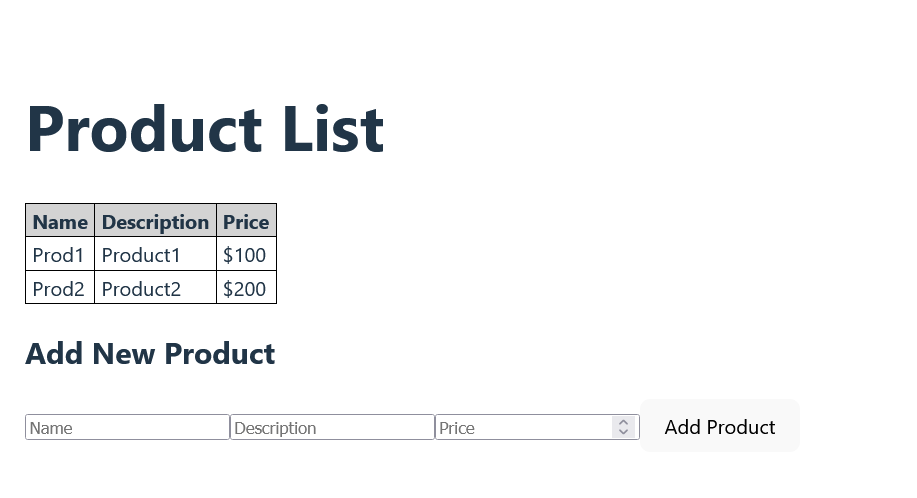 Product List
Name Description Price
Prod1 Product1 $100
Prod2 Product2 $200
Add New Product
Name Description Price Add Product